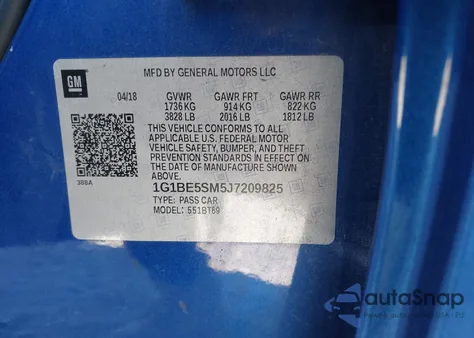 MFD BY GENERAL MOTORS LLC
GM
04/18 GVWR GAWR FRT GAWR RR
1736 KG 914 KG 822 KG
3828 LB 2016 LB 1812 LB
THIS VEHICLE CONFORMS TO ALL
APPLICABLE U.S. FEDERAL MOTOR
VEHICLE SAFETY, BUMPER, AND THEFT
PREVENTION STANDARDS IN EFFECT ON
THE DATE OF MANUFACTURE SHOWN
ABOVE.
388A
1G1BE5SM5J7209825
TYPE: PASS CAR
MODEL: 551BT69
autoSnap